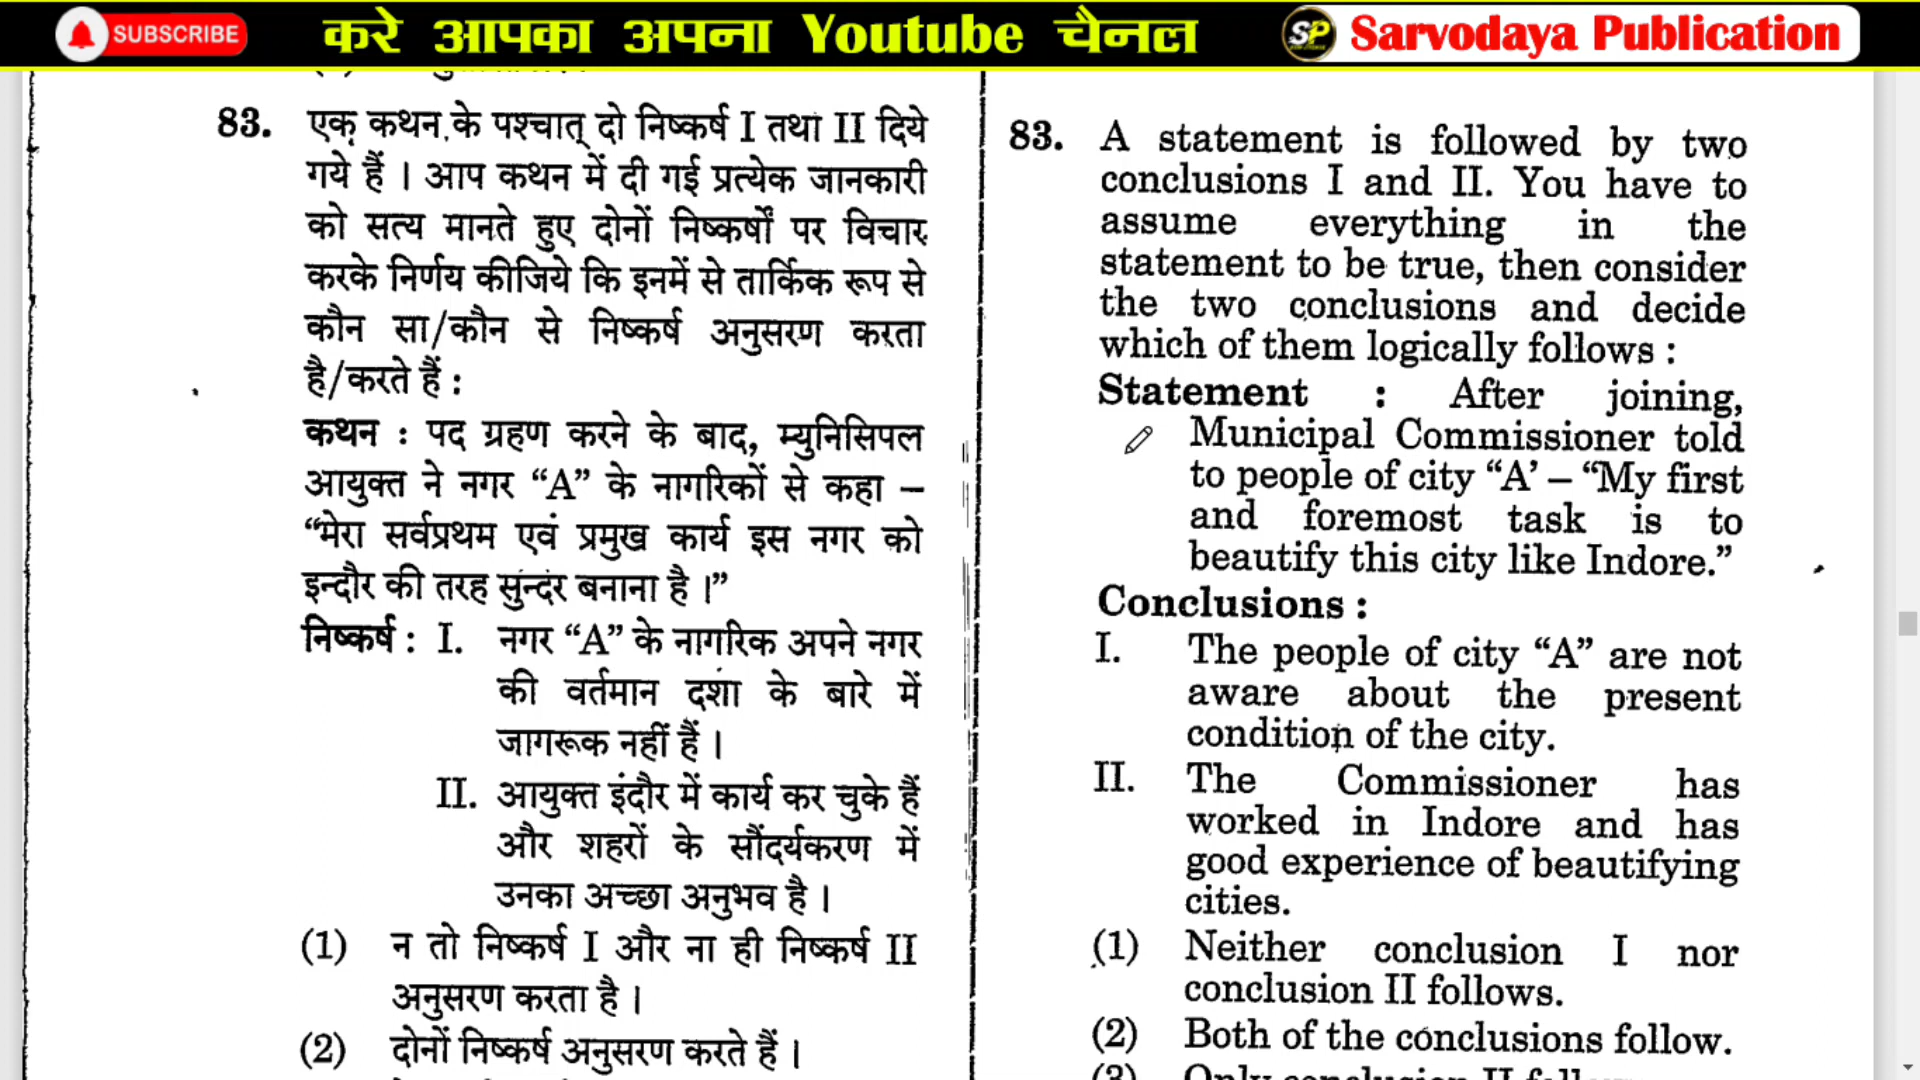 SUBSCRIBE
करे आपका अपना Youtube चैनल
SP
Sarvodaya Publication
83. एक कथन के पश्चात् दो निष्कर्ष I तथा II दिये
गये हैं । आप कथन में दी गई प्रत्येक जानकारी
को सत्य मानते हुए दोनों निष्कर्षों पर विचार
करके निर्णय कीजिये कि इनमें से तार्किक रूप से
कौन सा/कौन से निष्कर्ष अनुसरण करता
है/करते हैं :
कथन : पद ग्रहण करने के बाद, म्युनिसिपल
आयुक्त ने नगर “A” के नागरिकों से कहा –
“मेरा सर्वप्रथम एवं प्रमुख कार्य इस नगर को
इन्दौर की तरह सुन्दर बनाना है ।”
निष्कर्ष : I. नगर “A” के नागरिक अपने नगर
की वर्तमान दशा के बारे में
जागरूक नहीं हैं ।
II. आयुक्त इंदौर में कार्य कर चुके हैं
और शहरों के सौंदर्यकरण में
उनका अच्छा अनुभव है ।
(1) न तो निष्कर्ष I और ना ही निष्कर्ष II
अनुसरण करता है ।
(2) दोनों निष्कर्ष अनुसरण करते हैं ।
83. A statement is followed by two
conclusions I and II. You have to
assume everything in the
statement to be true, then consider
the two conclusions and decide
which of them logically follows :
Statement : After joining,
Municipal Commissioner told
to people of city “A’ – “My first
and foremost task is to
beautify this city like Indore.”
Conclusions :
I. The people of city “A” are not
aware about the present
condition of the city.
II. The Commissioner has
worked in Indore and has
good experience of beautifying
cities.
(1) Neither conclusion I nor
conclusion II follows.
(2) Both of the conclusions follow.
(3) Only conclusion II